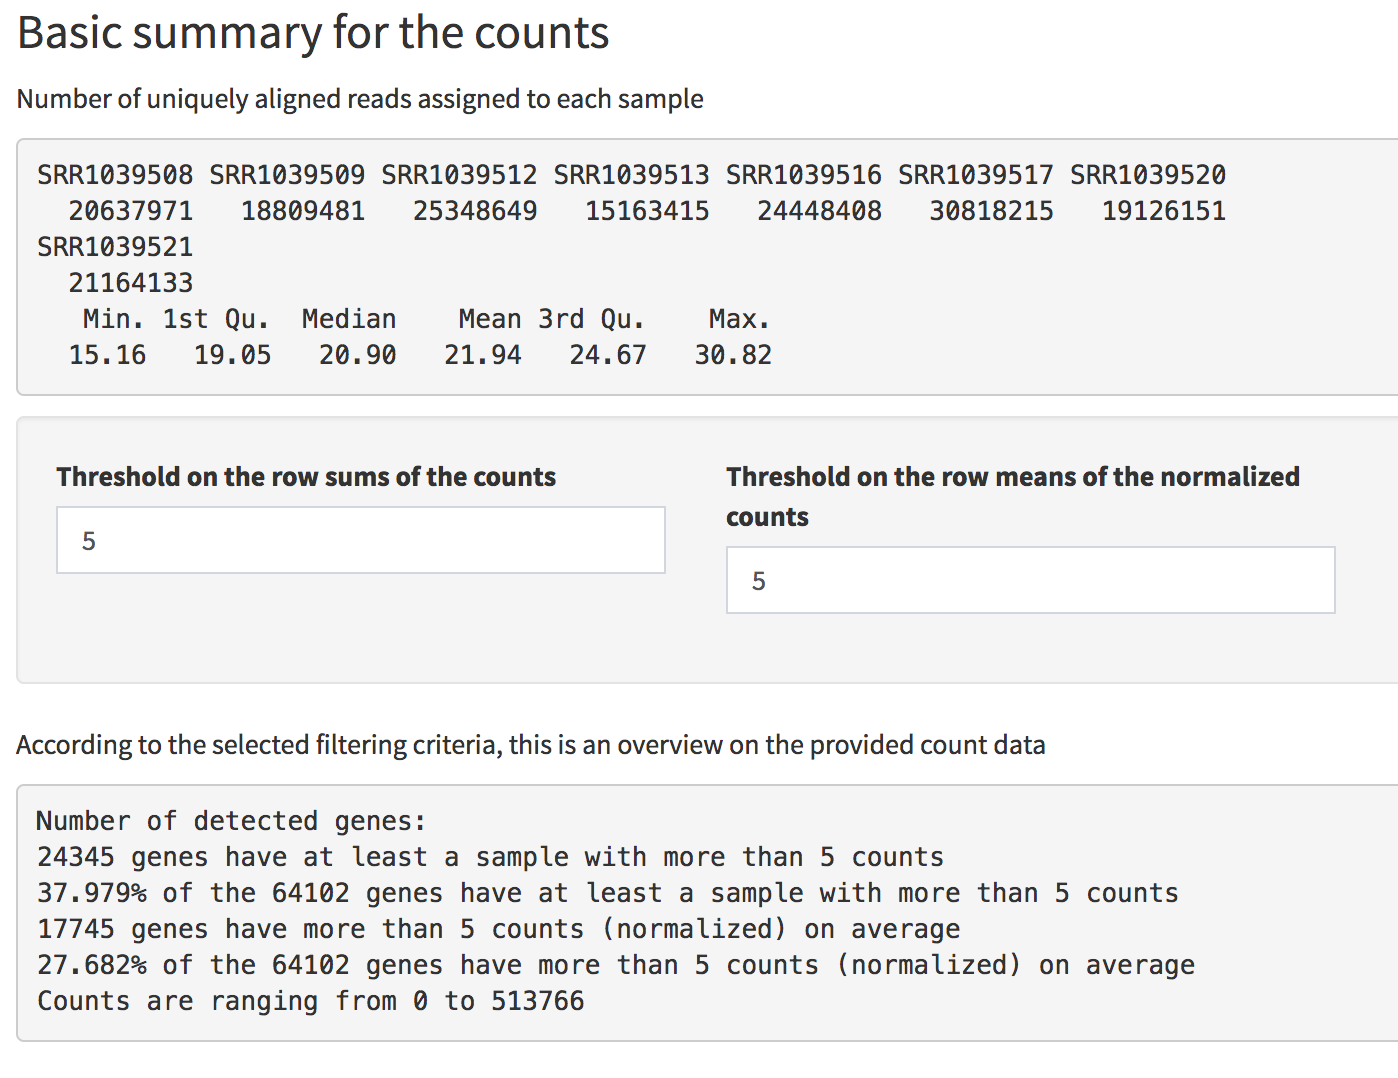 Basic summary for the counts
Number of uniquely aligned reads assigned to each sample
SRR1039508 SRR1039509 SRR1039512 SRR1039513 SRR1039516 SRR1039517 SRR1039520
20637971 18809481 25348649 15163415 24448408 30818215 19126151
SRR1039521
21164133
Min. 1st Qu. Median Mean 3rd Qu. Max.
15.16 19.05 20.90 21.94 24.67 30.82
Threshold on the row sums of the counts
5
Threshold on the row means of the normalized
counts
5
According to the selected filtering criteria, this is an overview on the provided count data
Number of detected genes:
24345 genes have at least a sample with more than 5 counts
37.979% of the 64102 genes have at least a sample with more than 5 counts
17745 genes have more than 5 counts (normalized) on average
27.682% of the 64102 genes have more than 5 counts (normalized) on average
Counts are ranging from 0 to 513766